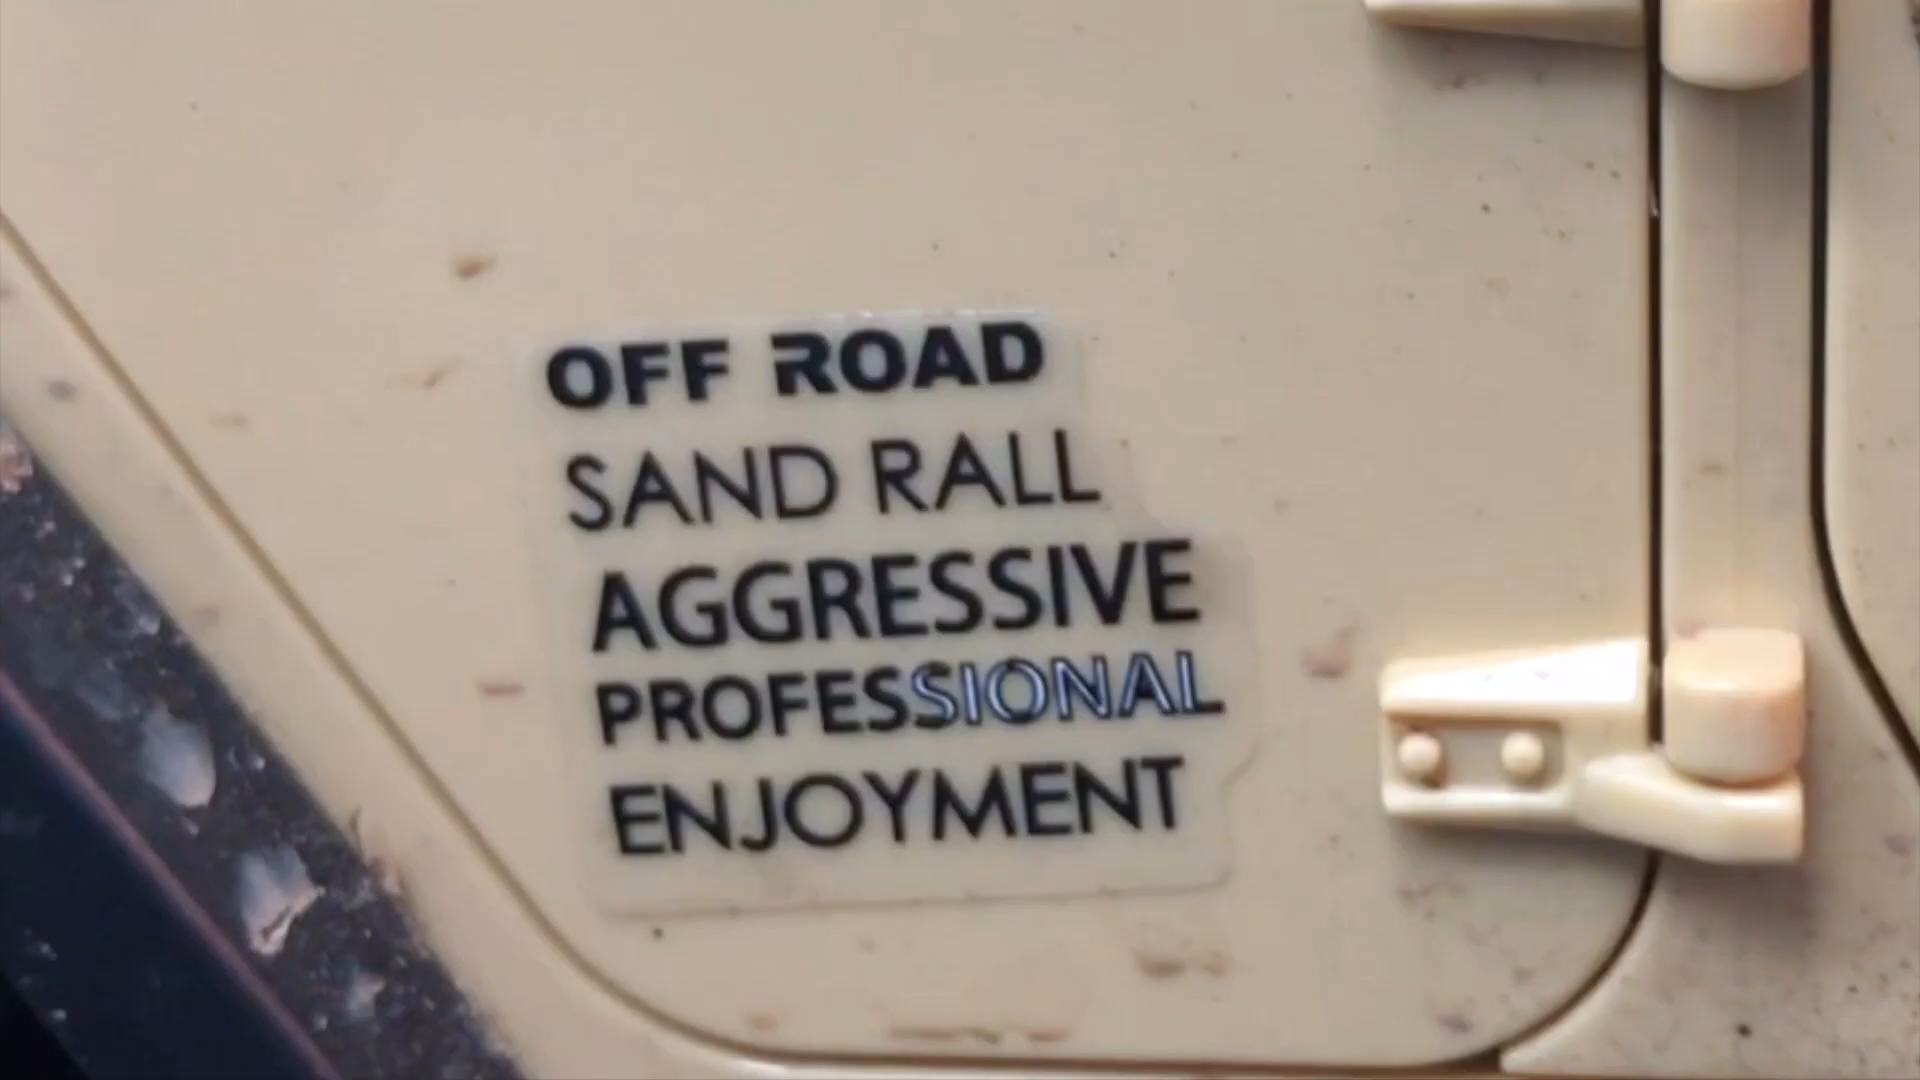 OFF ROAD
SAND RALL
AGGRESSIVE
PROFESSIONAL
ENJOYMENT